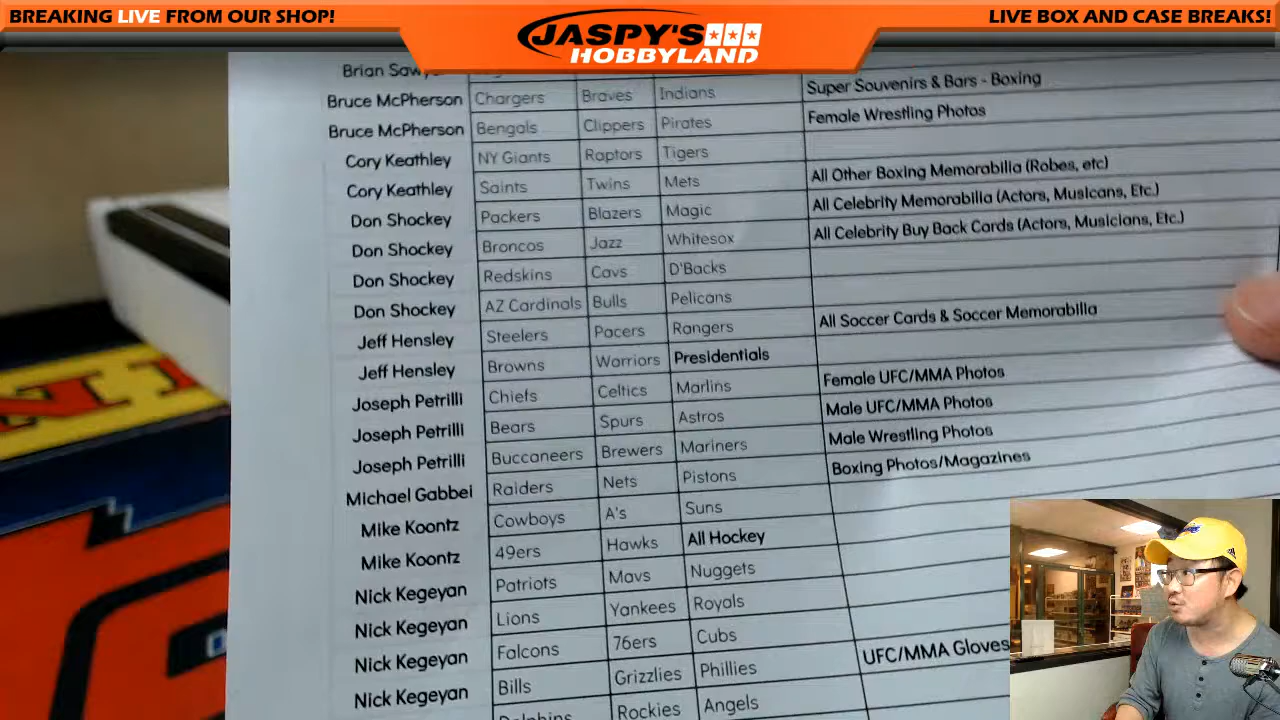 BREAKING LIVE FROM OUR SHOP!
JASPY'S HOBBYLAND
LIVE BOX AND CASE BREAKS!
Brian
Bruce McPherson Chargers Braves Indians Super Souvenirs & Bars - Boxing
Bruce McPherson Bengals Clippers Pirates Female Wrestling Photos
Cory Keathley NY Giants Raptors Tigers
Cory Keathley Saints Twins Mets All Other Boxing Memorabilia (Robes, etc)
Don Shockey Packers Blazers Magic All Celebrity Memorabilia (Actors, Musicans, Etc.)
Don Shockey Broncos Jazz Whitesox All Celebrity Buy Back Cards (Actors, Musicians, Etc.)
Don Shockey Redskins Cavs D'Backs
Don Shockey AZ Cardinals Bulls Pelicans
Jeff Hensley Steelers Pacers Rangers All Soccer Cards & Soccer Memorabilla
Jeff Hensley Browns Warriors Presidentials
Joseph Petrilli Chiefs Celtics Marlins Female UFC/MMA Photos
Joseph Petrilli Bears Spurs Astros Male UFC/MMA Photos
Joseph Petrilli Buccaneers Brewers Mariners Male Wrestling Photos
Michael Gabbei Raiders Nets Pistons Boxing Photos/Magazines
Mike Koontz Cowboys A's Suns
Mike Koontz 49ers Hawks All Hockey
Nick Kegeyan Patriots Mavs Nuggets
Nick Kegeyan Lions Yankees Royals
Nick Kegeyan Falcons 76ers Cubs
Nick Kegeyan Bills Grizzlies Phillies UFC/MMA Gloves
Dolphins Rockies Angels